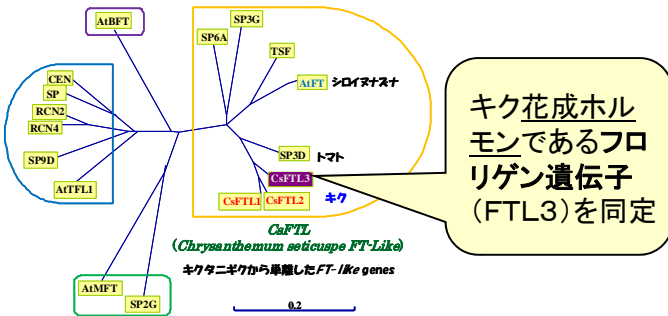 AtBFT
SP3G
SP6A
TSF
AtFT シロイヌナズナ
CEN
SP
RCN2
RCN4
SP9D
AtTFL1
SP3D トマト
CsFTL3
CsFTL1 CsFTL2 キク
CsFTL
(Chrysanthemum seticuspe FT-Like)
キクタニギクから単離したFT-like genes
AtMFT
SP2G
0.2
キク花成ホル
モンであるフロ
リゲン遺伝子
(FTL3)を同定